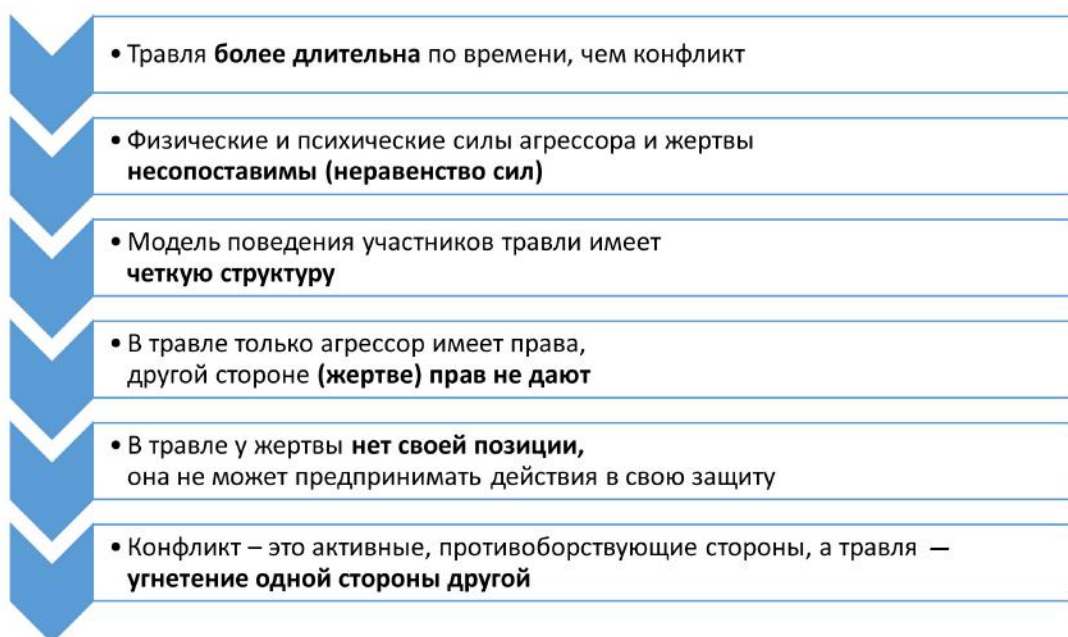 • Травля более длительна по времени, чем конфликт
• Физические и психические силы агрессора и жертвы
несопоставимы (неравенство сил)
• Модель поведения участников травли имеет
четкую структуру
• В травле только агрессор имеет права,
другой стороне (жертве) прав не дают
• В травле у жертвы нет своей позиции,
она не может предпринимать действия в свою защиту
• Конфликт – это активные, противоборствующие стороны, а травля —
угнетение одной стороны другой